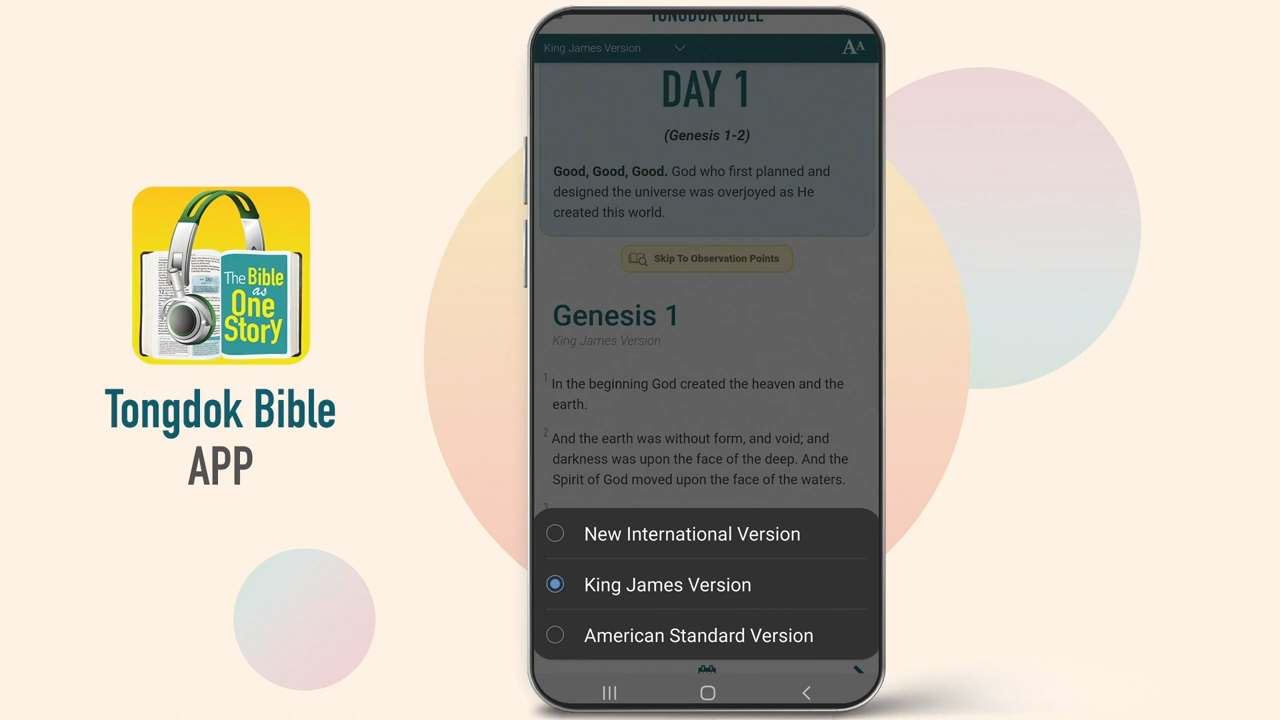 The Bible
as
One
Story
Tongdok Bible
APP
TONGDOK BIBLE
King James Version
AA
DAY 1
(Genesis 1-2)
Good, Good, Good. God who first planned and
designed the universe was overjoyed as He
created this world.
Skip To Observation Points
Genesis 1
King James Version
1 In the beginning God created the heaven and the
earth.
2 And the earth was without form, and void; and
darkness was upon the face of the deep. And the
Spirit of God moved upon the face of the waters.
New International Version
King James Version
American Standard Version